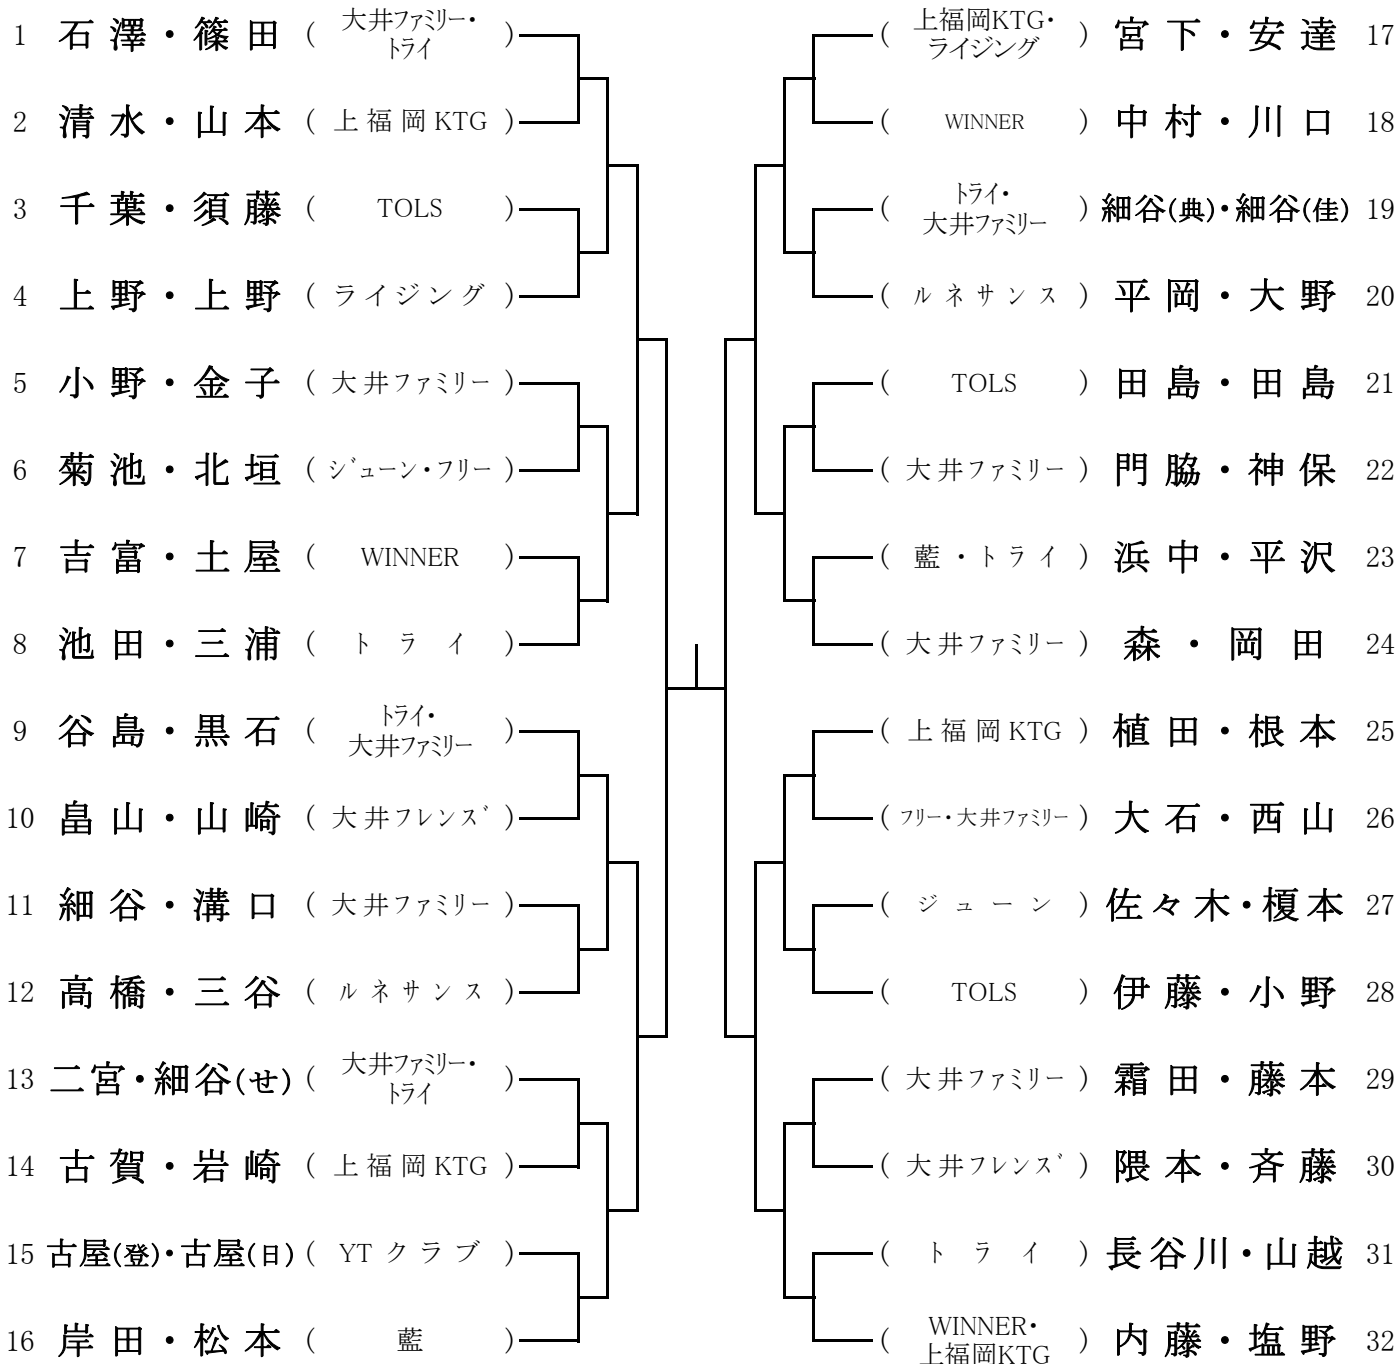 1 石澤・篠田 (大井ファミリー・トライ)
2 清水・山本 (上福岡KTG)
3 千葉・須藤 (TOLS)
4 上野・上野 (ライジング)
5 小野・金子 (大井ファミリー)
6 菊池・北垣 (ジューン・フリー)
7 吉富・土屋 (WINNER)
8 池田・三浦 (トライ)
9 谷島・黒石 (トライ・大井ファミリー)
10 畠山・山崎 (大井フレンズ)
11 細谷・溝口 (大井ファミリー)
12 高橋・三谷 (ルネサンス)
13 二宮・細谷(せ) (大井ファミリー・トライ)
14 古賀・岩崎 (上福岡KTG)
15 古屋(登)・古屋(日) (YTクラブ)
16 岸田・松本 (藍)
(上福岡KTG・ライジング) 宮下・安達 17
(WINNER) 中村・川口 18
(トライ・大井ファミリー) 細谷(典)・細谷(佳) 19
(ルネサンス) 平岡・大野 20
(TOLS) 田島・田島 21
(大井ファミリー) 門脇・神保 22
(藍・トライ) 浜中・平沢 23
(大井ファミリー) 森・岡田 24
(上福岡KTG) 植田・根本 25
(フリー・大井ファミリー) 大石・西山 26
(ジューン) 佐々木・榎本 27
(TOLS) 伊藤・小野 28
(大井ファミリー) 霜田・藤本 29
(大井フレンズ) 隈本・斉藤 30
(トライ) 長谷川・山越 31
(WINNER・上福岡KTG) 内藤・塩野 32